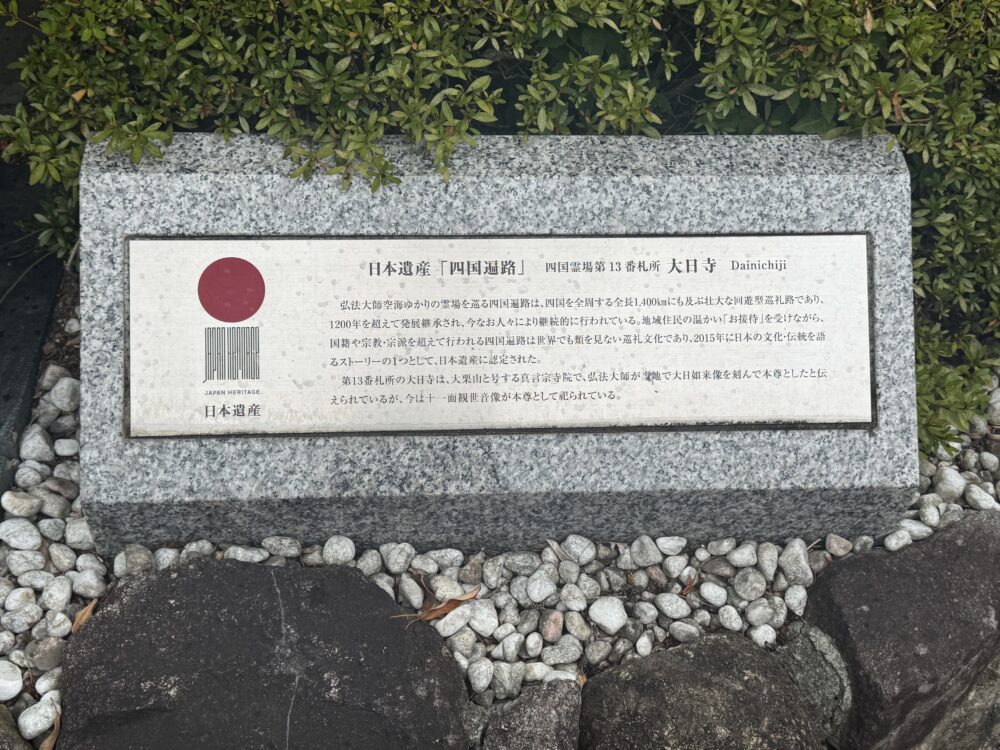 日本遺産「四国遍路」 四国霊場第13番札所 大日寺 Dainichiji
弘法大師空海ゆかりの霊場を巡る四国遍路は、四国を全周する全長1,400㎞にも及ぶ壮大な回遊型巡礼路であり、
1200年を超えて発展継承され、今なお人々により継続的に行われている。地域住民の温かい「お接待」を受けながら、
国籍や宗教・宗派を超えて行われる四国遍路は世界でも類を見ない巡礼文化であり、2015年に日本の文化・伝統を語
るストーリーの1つとして、日本遺産に認定された。
第13番札所の大日寺は、大栗山と号する真言宗寺院で、弘法大師が当地で大日如来像を刻んで本尊としたと伝
えられているが、今は十一面観世音像が本尊として祀られている。
JAPAN HERITAGE
日本遺産